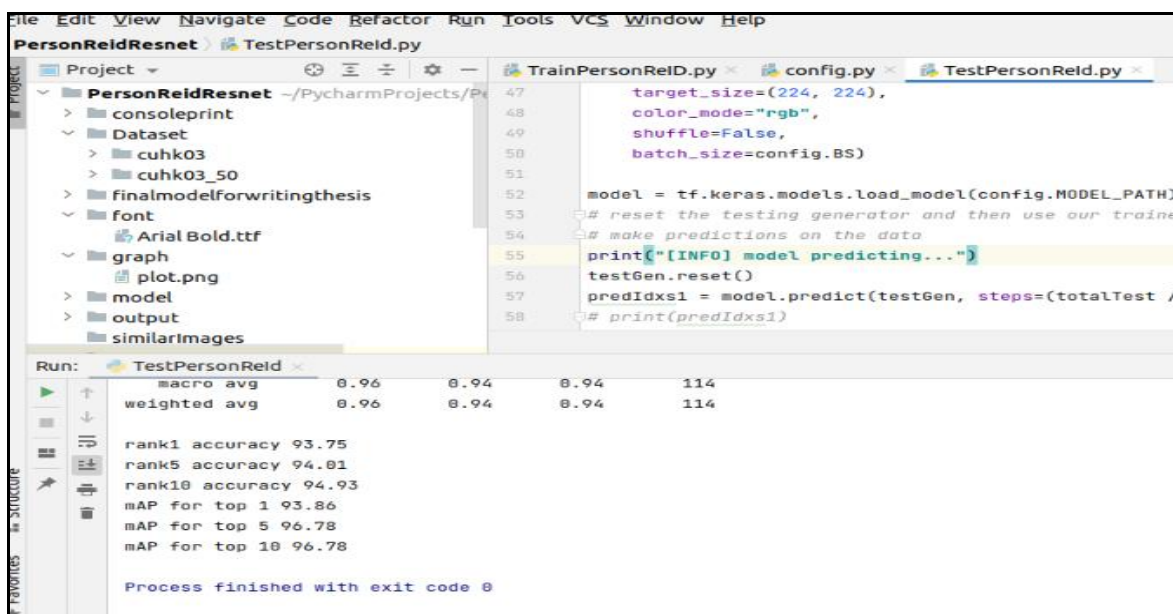 File Edit View Navigate Code Refactor Run Tools VCS Window Help
PersonReidResnet TestPersonReId.py
Project
Project
TrainPersonReID.py config.py TestPersonReId.py
PersonReidResnet ~/PycharmProjects/Pe
consoleprint
Dataset
cuhk03
cuhk03_50
finalmodelforwritingthesis
font
Arial Bold.ttf
graph
plot.png
model
output
similarImages
47 target_size=(224, 224),
48 color_mode="rgb",
49 shuffle=False,
50 batch_size=config.BS)
51
52 model = tf.keras.models.load_model(config.MODEL_PATH)
53 # reset the testing generator and then use our traine
54 # make predictions on the data
55 print("[INFO] model predicting...")
56 testGen.reset()
57 predIdxs1 = model.predict(testGen, steps=(totalTest /
58 # print(predIdxs1)
Run: TestPersonReId
macro avg 0.96 0.94 0.94 114
weighted avg 0.96 0.94 0.94 114
rank1 accuracy 93.75
rank5 accuracy 94.01
rank10 accuracy 94.93
mAP for top 1 93.86
mAP for top 5 96.78
mAP for top 10 96.78
Process finished with exit code 0
Structure
Favorites